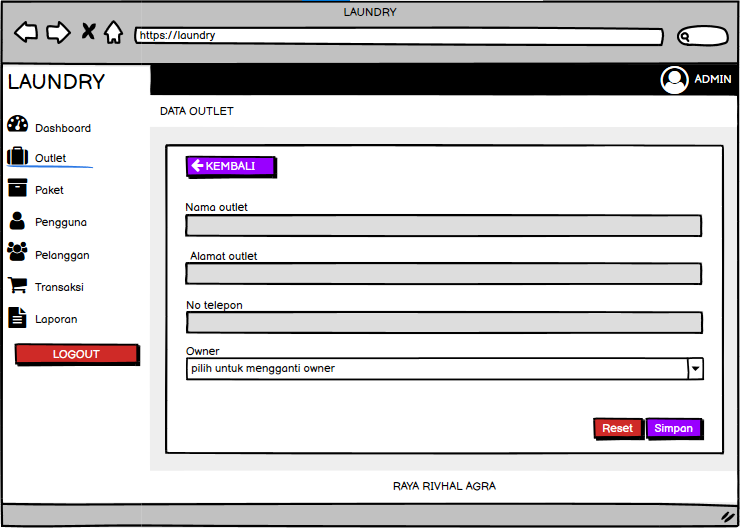 LAUNDRY
https://laundry
LAUNDRY
ADMIN
DATA OUTLET
Dashboard
Outlet
Paket
Pengguna
Pelanggan
Transaksi
Laporan
LOGOUT
KEMBALI
Nama outlet
Alamat outlet
No telepon
Owner
pilih untuk mengganti owner
Reset
Simpan
RAYA RIVHAL AGRA